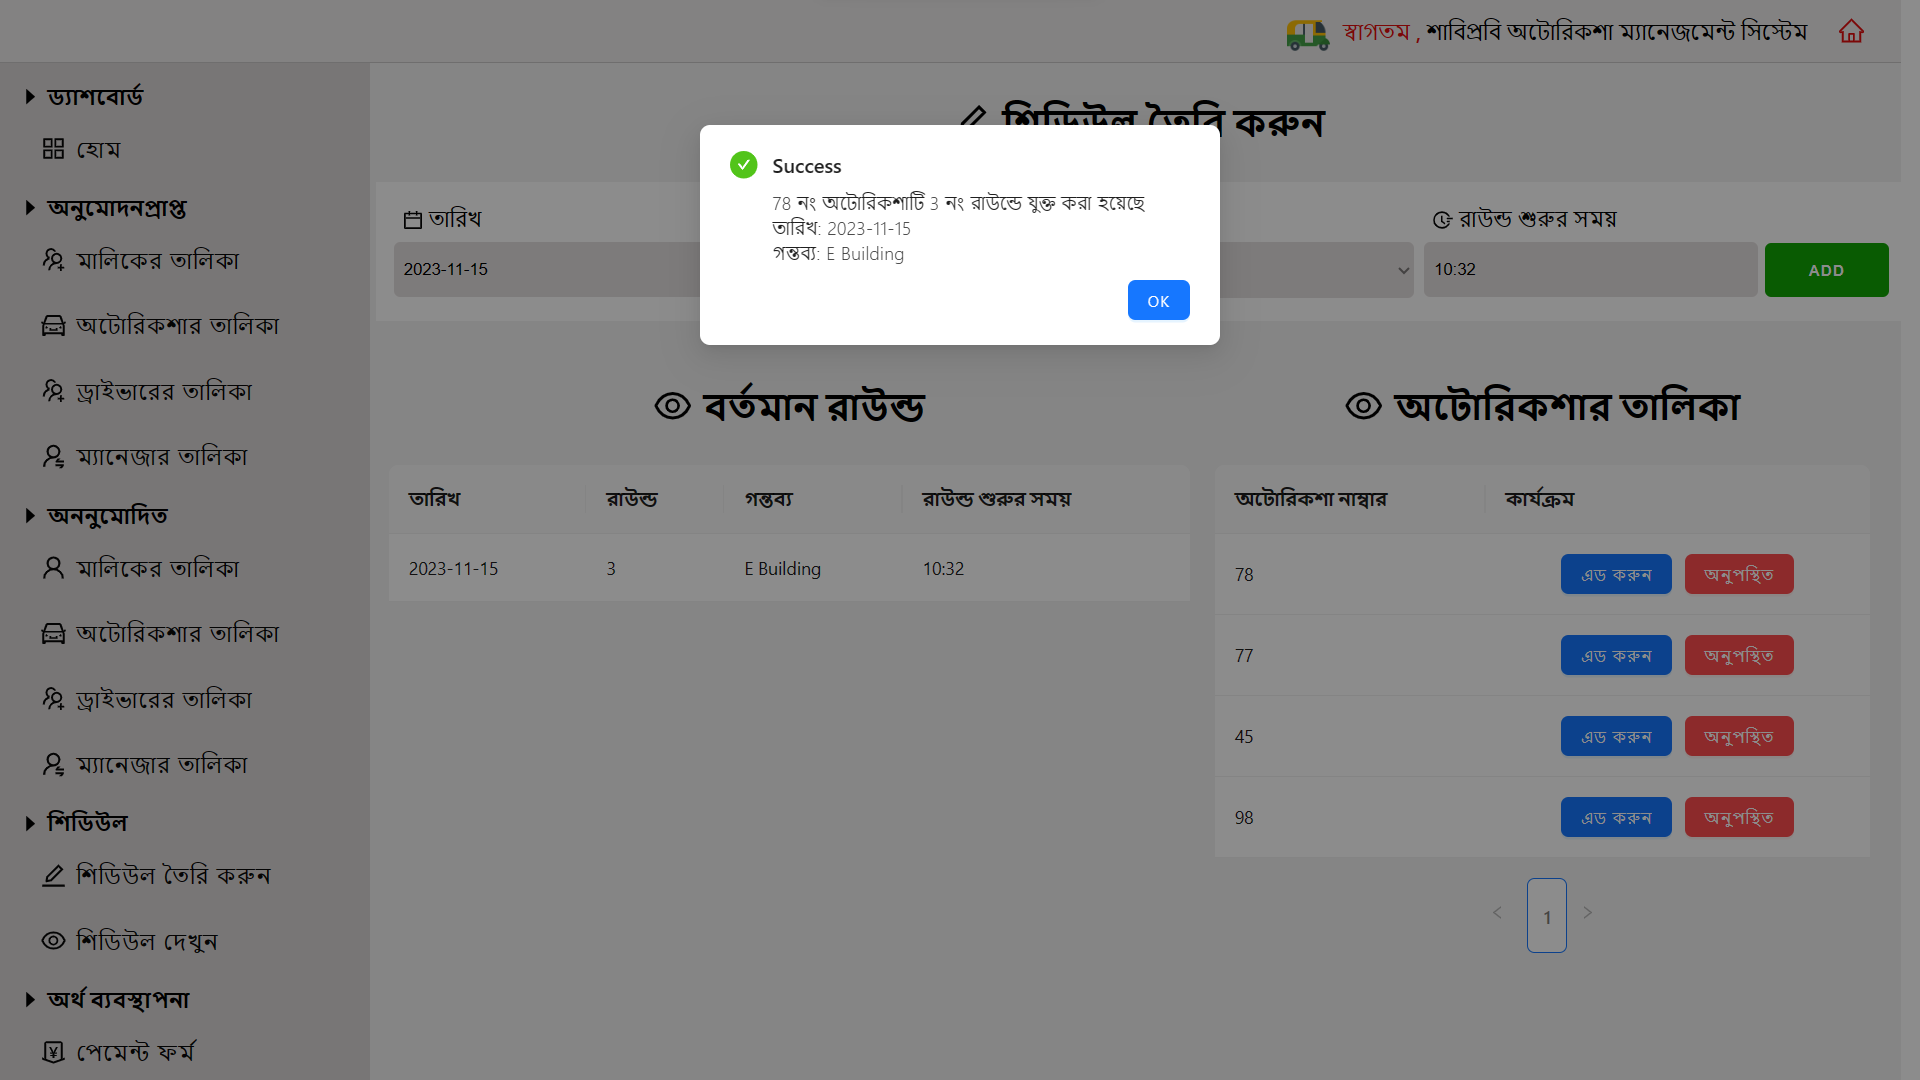 স্বাগতম , শাবিপ্রবি অটোরিকশা ম্যানেজমেন্ট সিস্টেম
ড্যাশবোর্ড
হোম
অনুমোদনপ্রাপ্ত
মালিকের তালিকা
অটোরিকশার তালিকা
ড্রাইভারের তালিকা
ম্যানেজার তালিকা
অননুমোদিত
মালিকের তালিকা
অটোরিকশার তালিকা
ড্রাইভারের তালিকা
ম্যানেজার তালিকা
শিডিউল
শিডিউল তৈরি করুন
শিডিউল দেখুন
অর্থ ব্যবস্থাপনা
পেমেন্ট ফর্ম
শিডিউল তৈরি করুন
তারিখ
2023-11-15
রাউন্ড শুরুর সময়
10:32
ADD
Success
78 নং অটোরিকশাটি 3 নং রাউন্ডে যুক্ত করা হয়েছে
তারিখ: 2023-11-15
গন্তব্য: E Building
OK
বর্তমান রাউন্ড
তারিখ রাউন্ড গন্তব্য রাউন্ড শুরুর সময়
2023-11-15 3 E Building 10:32
অটোরিকশার তালিকা
অটোরিকশা নাম্বার কার্যক্রম
78 এড করুন অনুপস্থিত
77 এড করুন অনুপস্থিত
45 এড করুন অনুপস্থিত
98 এড করুন অনুপস্থিত
< 1 >